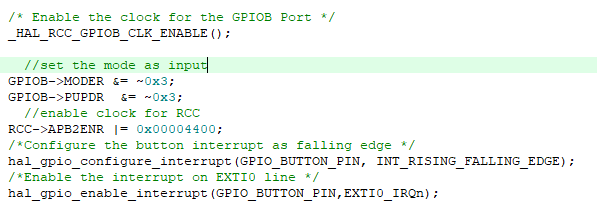 /* Enable the clock for the GPIOB Port */
_HAL_RCC_GPIOB_CLK_ENABLE();
//set the mode as input
GPIOB->MODER &= ~0x3;
GPIOB->PUPDR  &= ~0x3;
//enable clock for RCC
RCC->APB2ENR |= 0x00004400;
/*Configure the button interrupt as falling edge */
hal_gpio_configure_interrupt(GPIO_BUTTON_PIN, INT_RISING_FALLING_EDGE);
/*Enable the interrupt on EXTI0 line */
hal_gpio_enable_interrupt(GPIO_BUTTON_PIN,EXTI0_IRQn);